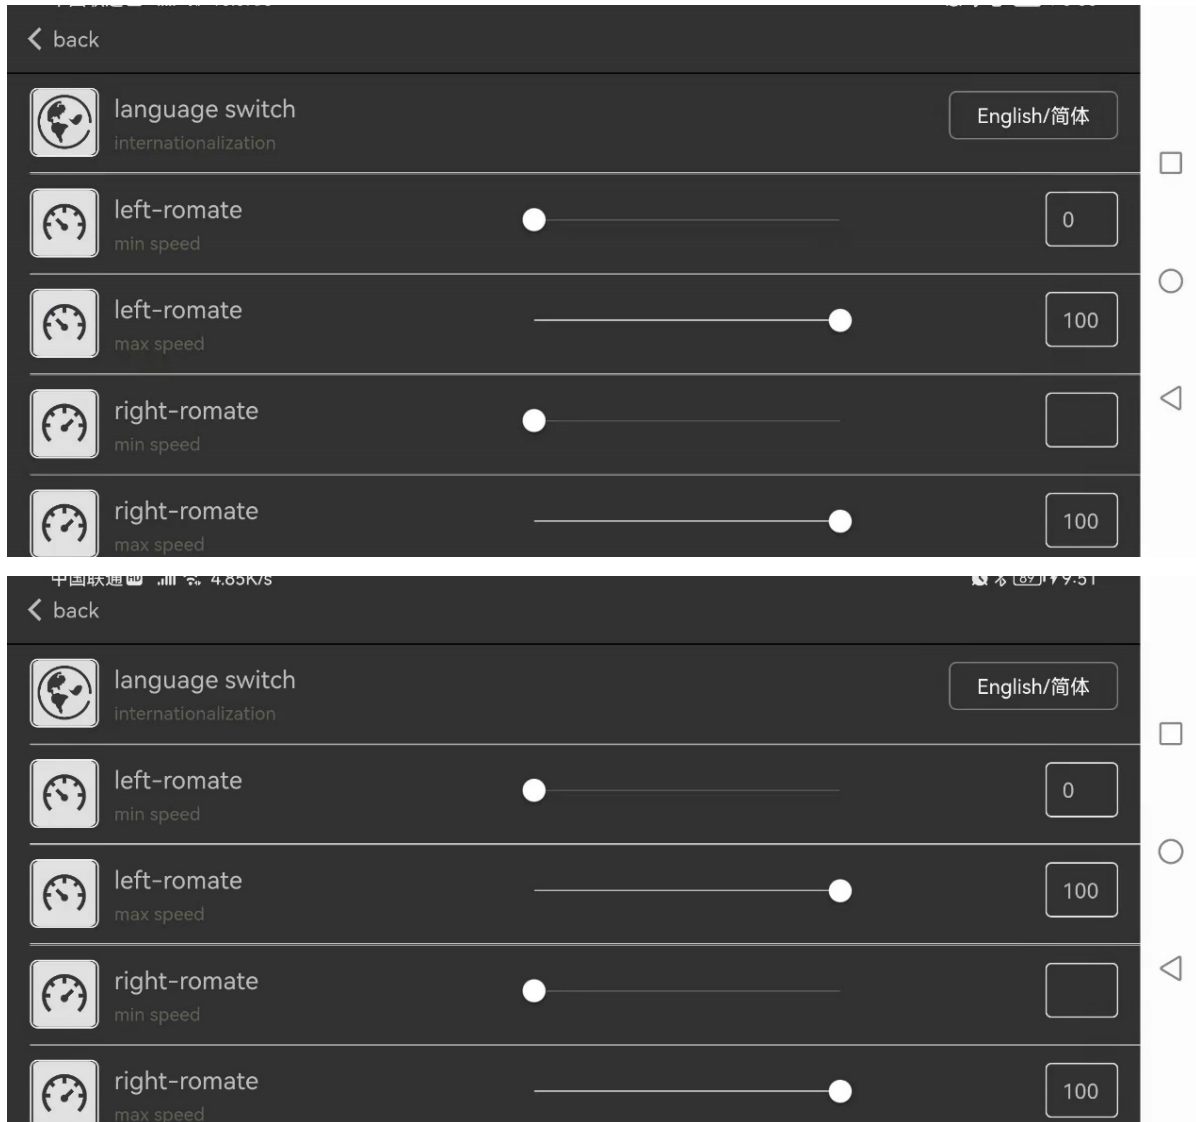 back
language switch
English/简体
internationalization
left-romate
0
min speed
left-romate
100
max speed
right-romate
min speed
right-romate
100
max speed
中国联通HD 4.85K/s 89 9:51
back
language switch
English/简体
internationalization
left-romate
0
min speed
left-romate
100
max speed
right-romate
min speed
right-romate
100
max speed